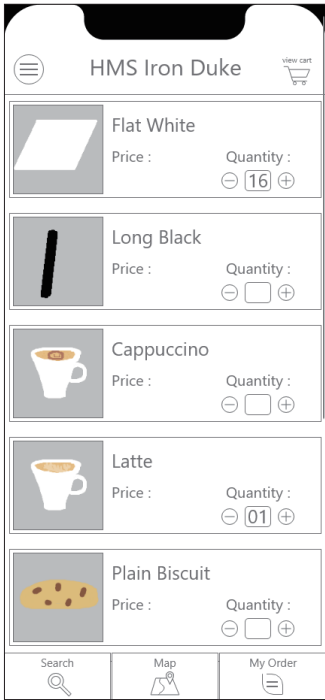 HMS Iron Duke
view cart
Flat White
Price :
Quantity :
16
Long Black
Price :
Quantity :
Cappuccino
Price :
Quantity :
Latte
Price :
Quantity :
01
Plain Biscuit
Price :
Quantity :
Search
Map
My Order